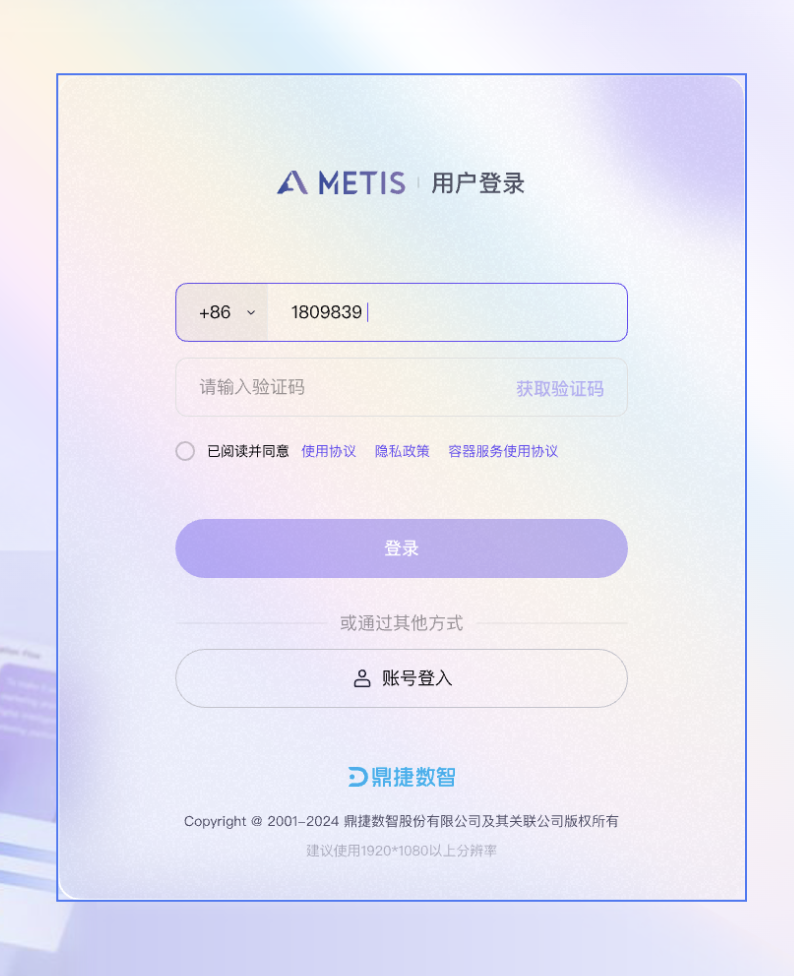 METIS 用户登录
+86 1809839
请输入验证码 获取验证码
已阅读并同意 使用协议 隐私政策 容器服务使用协议
登录
或通过其他方式
账号登入
鼎捷数智
Copyright @ 2001-2024 鼎捷数智股份有限公司及其关联公司版权所有
建议使用1920*1080以上分辨率